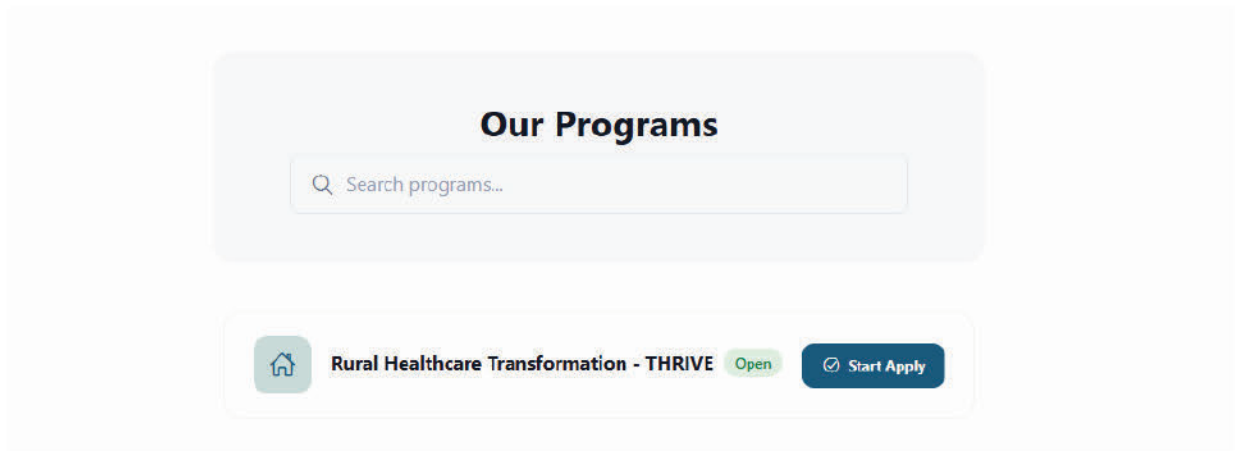 Our Programs
Search programs...
Rural Healthcare Transformation - THRIVE Open Start Apply